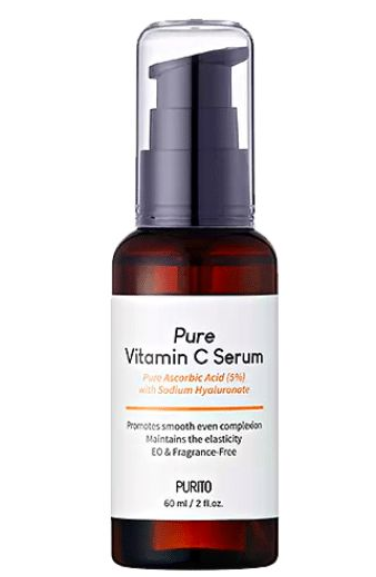 Pure
Vitamin C Serum
Pure Ascorbic Acid (5%)
with Sodium Hyaluronate
Promotes smooth even complexion
Maintains the elasticity
EO & Fragrance-Free
PURITO
60 ml / 2 fl.oz.